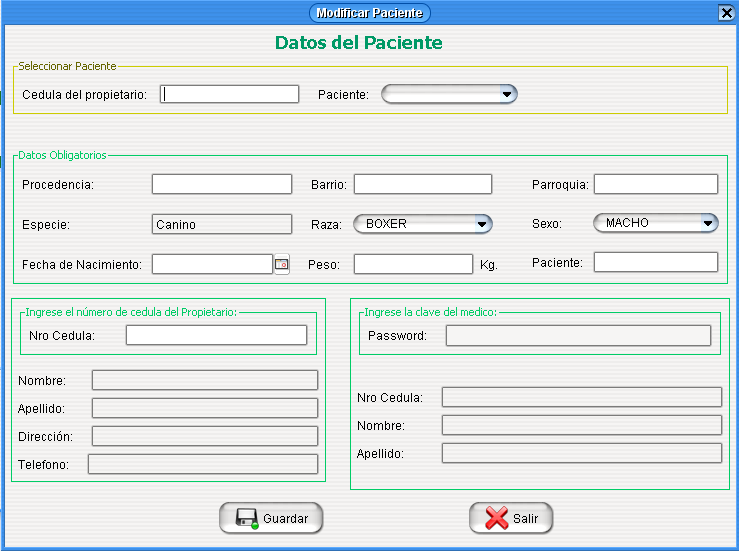 Modificar Paciente
Datos del Paciente
Seleccionar Paciente
Cedula del propietario: Paciente:
Datos Obligatorios
Procedencia: Barrio: Parroquia:
Especie: Canino Raza: BOXER Sexo: MACHO
Fecha de Nacimiento: Peso: Kg. Paciente:
Ingrese el número de cedula del Propietario:
Nro Cedula:
Nombre:
Apellido:
Dirección:
Telefono:
Ingrese la clave del medico:
Password:
Nro Cedula:
Nombre:
Apellido:
Guardar Salir